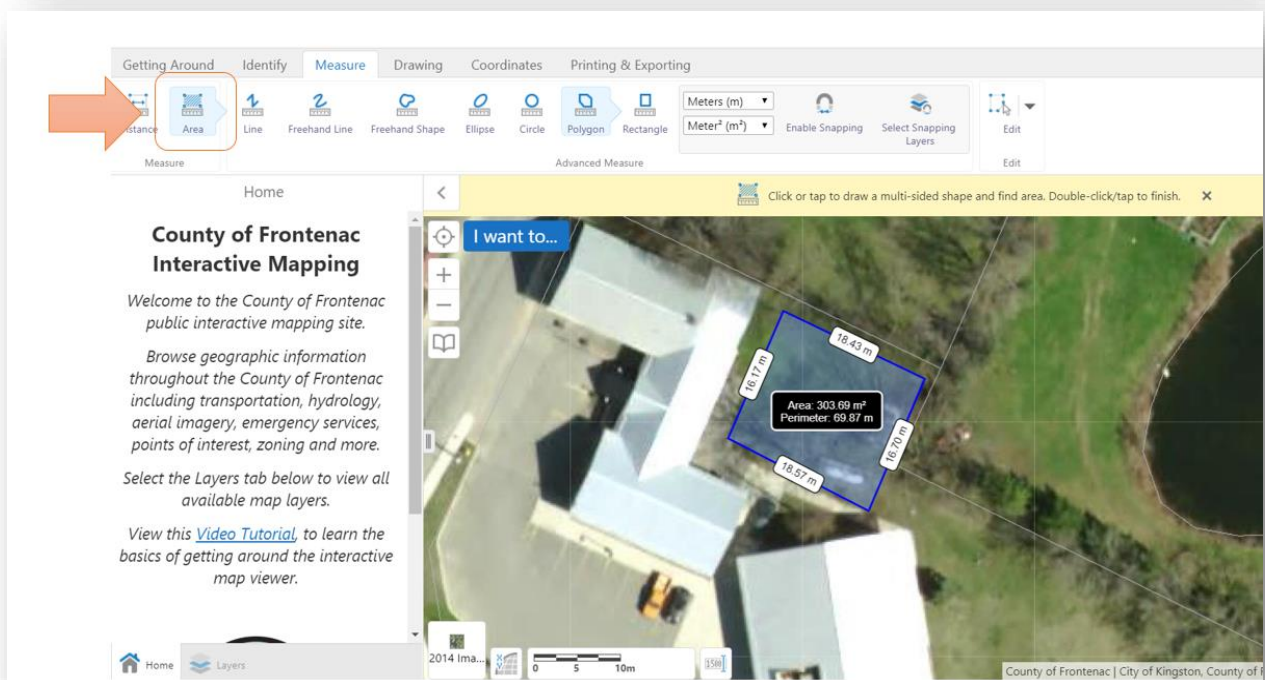 Getting Around Identify Measure Drawing Coordinates Printing & Exporting
Area Line Freehand Line Freehand Shape Ellipse Circle Polygon Rectangle
Meters (m)
Meter² (m²)
Enable Snapping
Select Snapping
Layers
Edit
Measure
Advanced Measure
Edit
Home
Click or tap to draw a multi-sided shape and find area. Double-click/tap to finish.
County of Frontenac
Interactive Mapping
Welcome to the County of Frontenac
public interactive mapping site.
Browse geographic information
throughout the County of Frontenac
including transportation, hydrology,
aerial imagery, emergency services,
points of interest, zoning and more.
Select the Layers tab below to view all
available map layers.
View this Video Tutorial, to learn the
basics of getting around the interactive
map viewer.
Home Layers
I want to...
18.43 m
16.17 m
Area: 303.69 m²
Perimeter: 69.87 m
16.70 m
18.57 m
2014 Ima...
0 5 10m
County of Frontenac | City of Kingston, County of